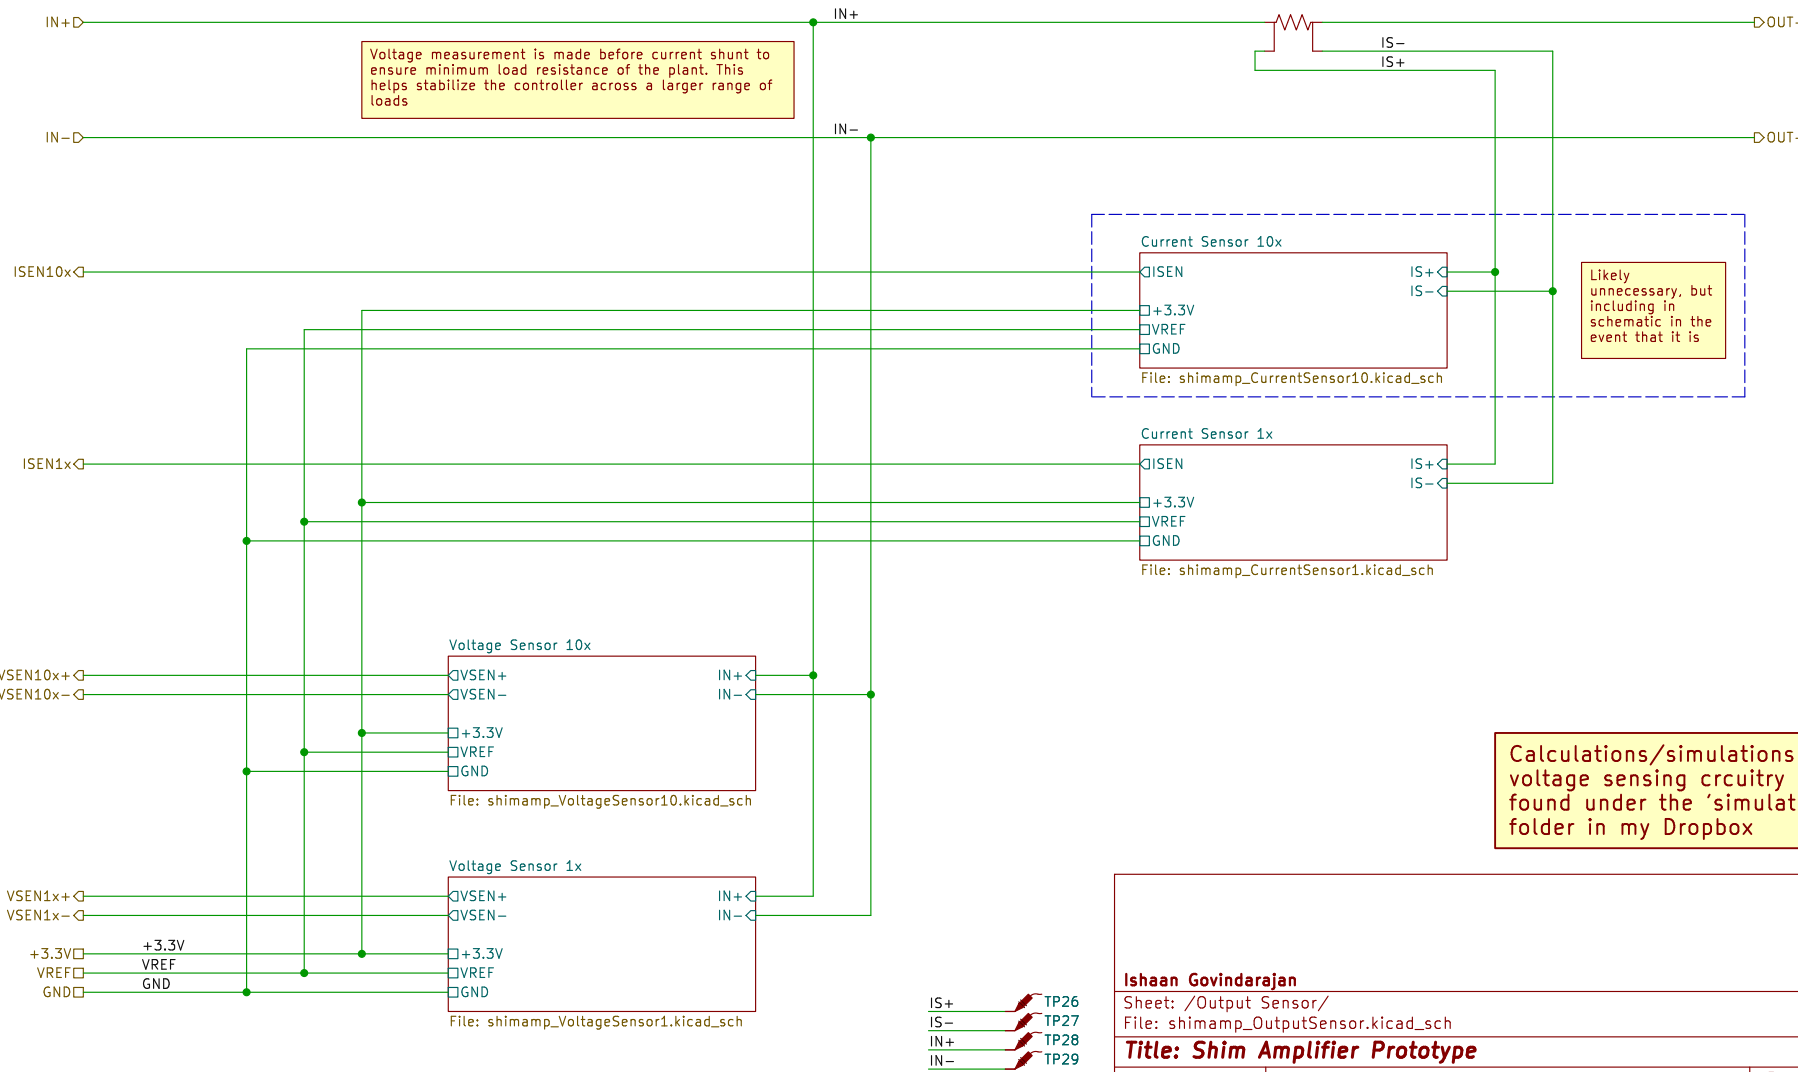 IN+
IN+
OUT-
Voltage measurement is made before current shunt to
ensure minimum load resistance of the plant. This
helps stabilize the controller across a larger range of
loads
IS-
IS+
IN-
IN-
OUT-
Current Sensor 10x
ISEN10x
ISEN
IS+
IS-
+3.3V
VREF
GND
File: shimamp_CurrentSensor10.kicad_sch
Likely
unnecessary, but
including in
schematic in the
event that it is
Current Sensor 1x
ISEN1x
ISEN
IS+
IS-
+3.3V
VREF
GND
File: shimamp_CurrentSensor1.kicad_sch
Voltage Sensor 10x
VSEN10x+
VSEN10x-
VSEN+
VSEN-
IN+
IN-
+3.3V
VREF
GND
File: shimamp_VoltageSensor10.kicad_sch
Calculations/simulations
voltage sensing crcuitry
found under the 'simulat
folder in my Dropbox
Voltage Sensor 1x
VSEN1x+
VSEN1x-
VSEN+
VSEN-
IN+
IN-
+3.3V
+3.3V
+3.3V
VREF
VREF
VREF
GND
GND
GND
File: shimamp_VoltageSensor1.kicad_sch
IS+ TP26
IS- TP27
IN+ TP28
IN- TP29
Ishaan Govindarajan
Sheet: /Output Sensor/
File: shimamp_OutputSensor.kicad_sch
Title: Shim Amplifier Prototype